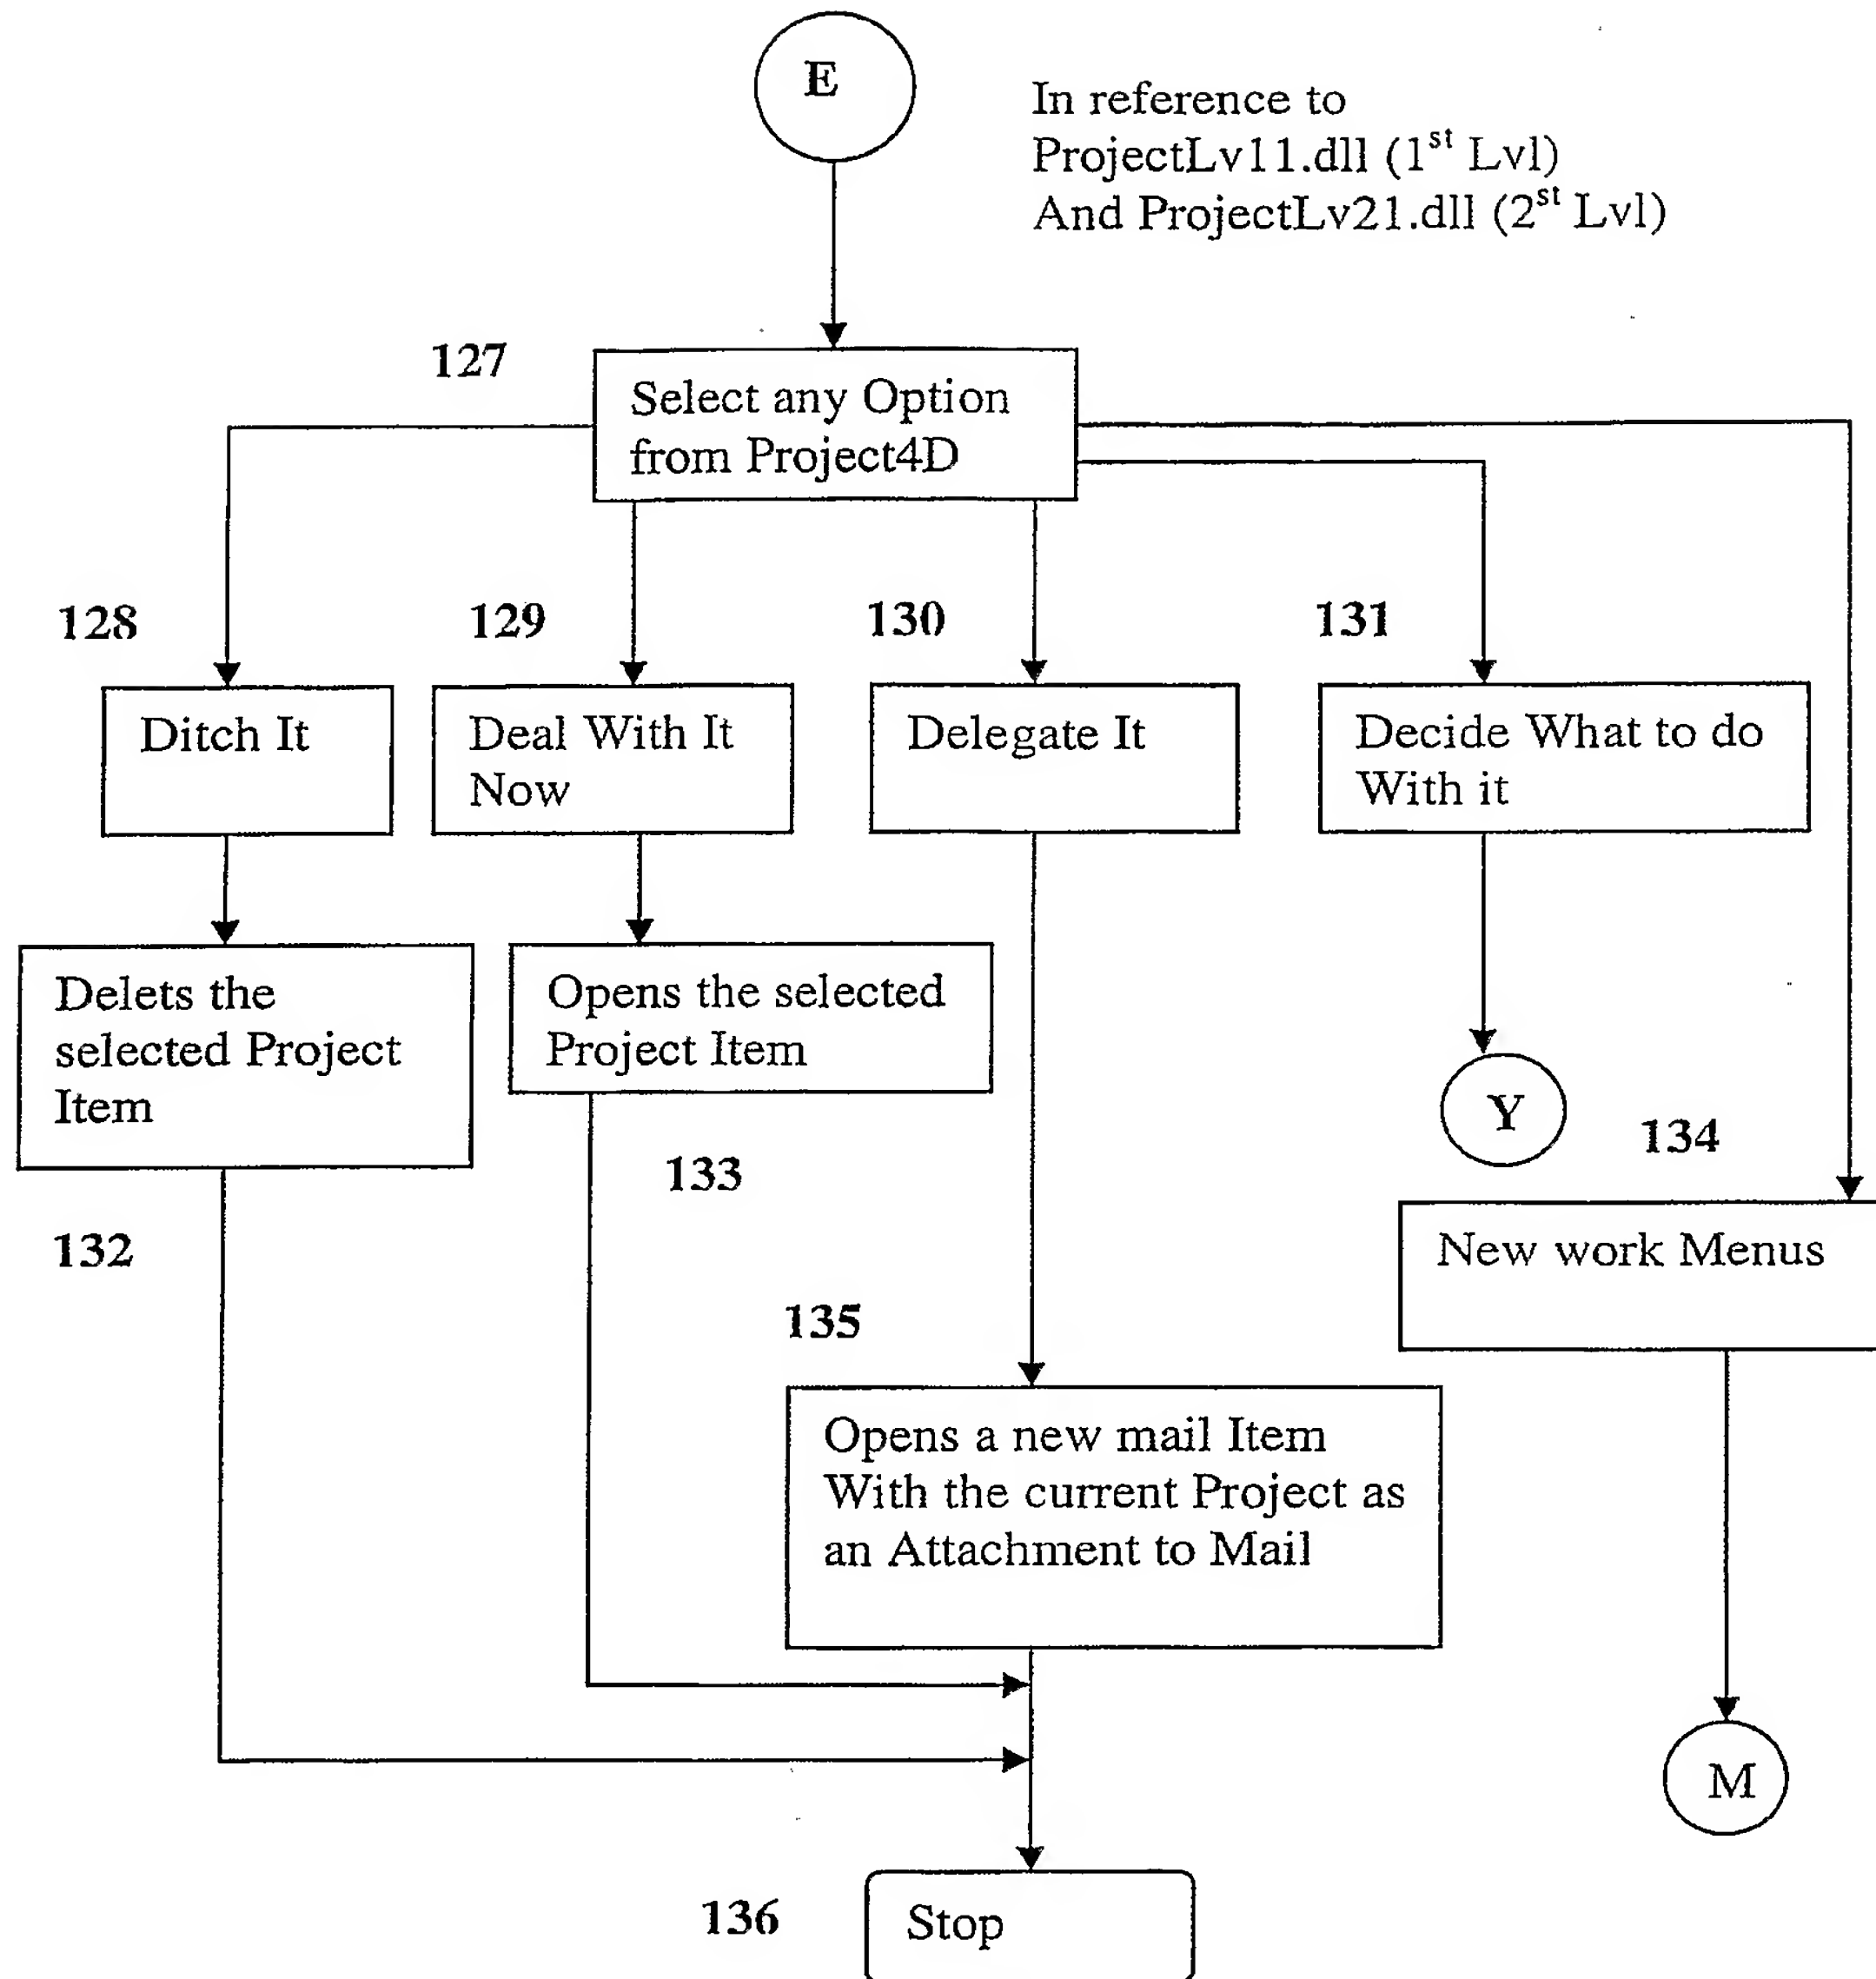 E
In reference to
ProjectLv11.dll (1st Lvl)
And ProjectLv21.dll (2st Lvl)
127
Select any Option
from Project4D
128
129
130
131
Ditch It
Deal With It
Now
Delegate It
Decide What to do
With it
Delets the
selected Project
Item
Opens the selected
Project Item
Y
134
133
132
New work Menus
135
Opens a new mail Item
With the current Project as
an Attachment to Mail
M
136
Stop